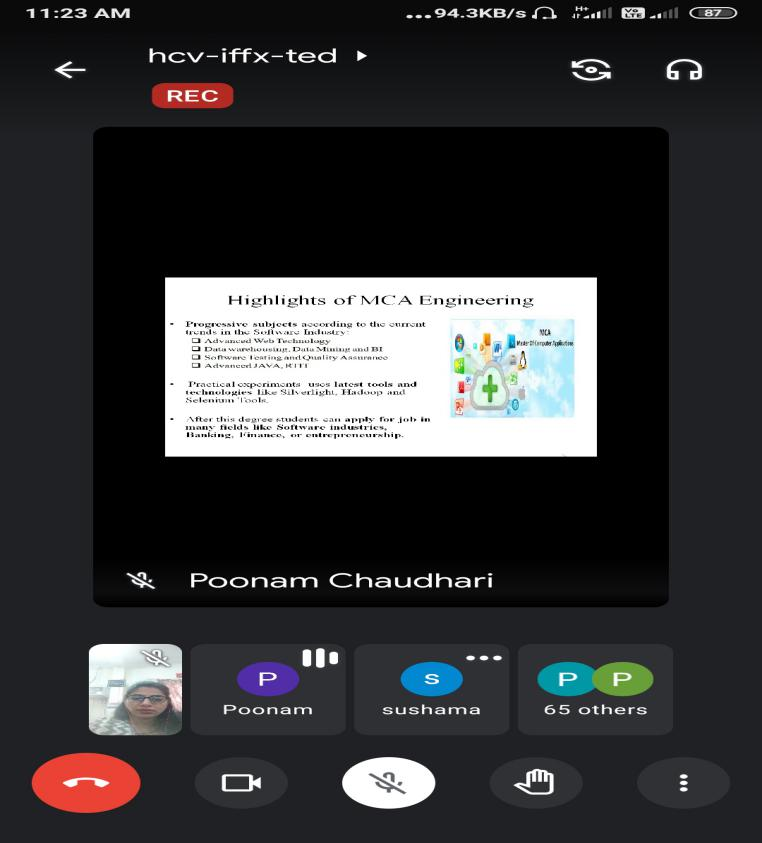 11:23 AM
...94.3KB/s H+ Vo LTE 87
hcv-iffx-ted
REC
Highlights of MCA Engineering
• Progressive subjects according to the current
trends in the Software Industry:
❑ Advanced Web Technology
❑ Data warehousing, Data Mining and BI
❑ Software Testing and Quality Assurance
❑ Advanced JAVA,
• Practical experiments uses latest tools and
technologies like Silverlight, Hadoop and
Selenium Tools.
• After this degree students can apply for job in
many fields like Software industries,
Banking, Finance, or entrepreneurship.
MCA
Master Of Computer Applications
Poonam Chaudhari
P
Poonam
s
sushama
P P
65 others